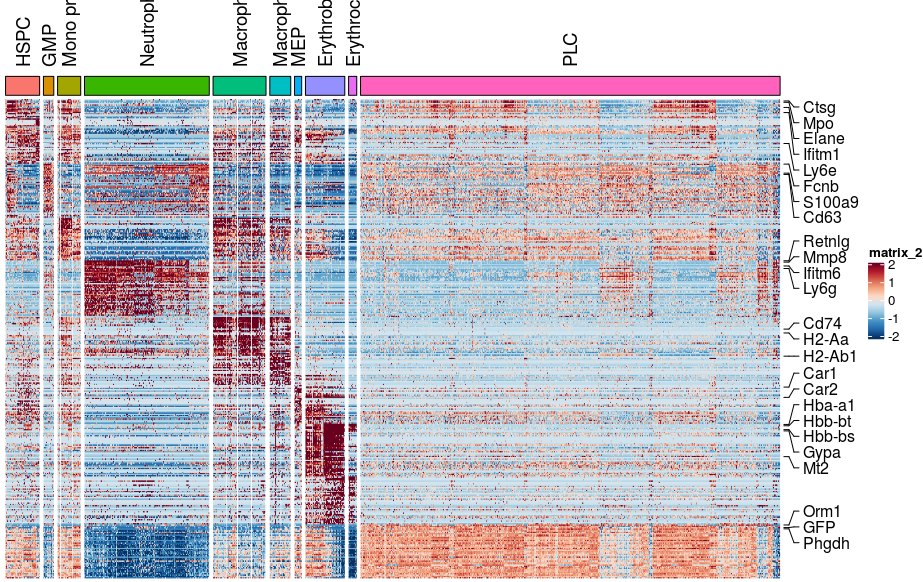 HSPC
GMP
Mono pr
Neutroph
Macroph
Macroph
MEP
Erythrob
Erythroc
PLC
Ctsg
Mpo
Elane
Ifitm1
Ly6e
Fcnb
S100a9
Cd63
Retnlg
Mmp8
Ifitm6
Ly6g
Cd74
H2-Aa
H2-Ab1
Car1
Car2
Hba-a1
Hbb-bt
Hbb-bs
Gypa
Mt2
Orm1
GFP
Phgdh
matrix_2
2
1
0
-1
-2